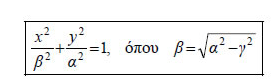 x²/β² + y²/α² = 1, όπου β = √(α² − γ²)